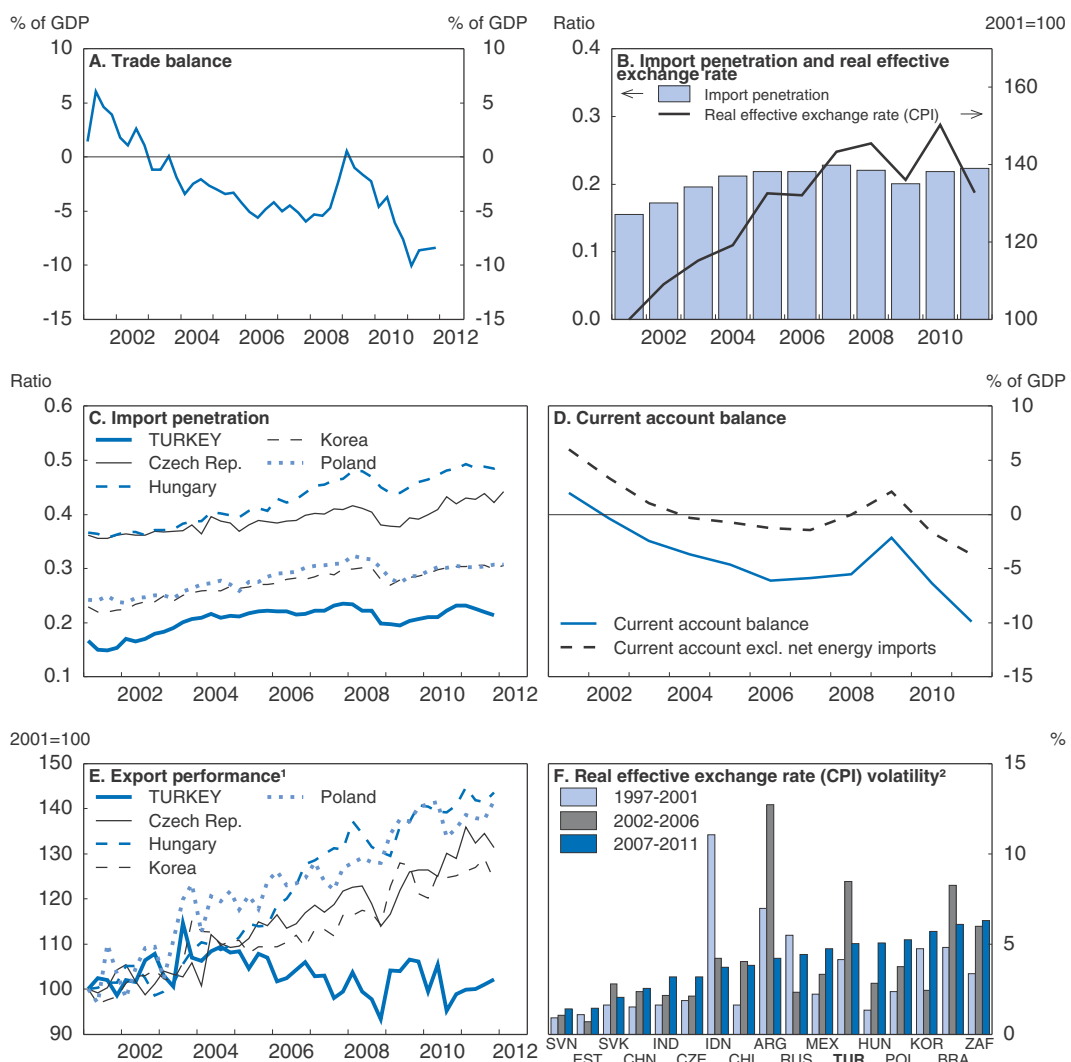 % of GDP % of GDP
10 10
A. Trade balance
5 5
0 0
-5 -5
-10 -10
-15 -15
2002 2004 2006 2008 2010 2012
Ratio 2001=100
0.4
B. Import penetration and real effective
exchange rate
160
Import penetration
0.3
Real effective exchange rate (CPI)
140
0.2
120
0.1
0.0 100
2002 2004 2006 2008 2010
Ratio
0.6
C. Import penetration
TURKEY Korea
Czech Rep. Poland
Hungary
0.5
0.4
0.3
0.2
0.1
2002 2004 2006 2008 2010 2012
% of GDP
10
D. Current account balance
5
0
-5
Current account balance
-10
Current account excl. net energy imports
-15
2002 2004 2006 2008 2010
2001=100
150
E. Export performance¹
TURKEY Poland
Czech Rep.
140
Hungary
Korea
130
120
110
100
90
2002 2004 2006 2008 2010 2012
%
15
F. Real effective exchange rate (CPI) volatility²
1997-2001
2002-2006
2007-2011
10
5
0
SVN SVK IND IDN ARG MEX HUN KOR ZAF
EST CHN CZE CHL RUS TUR POL BRA